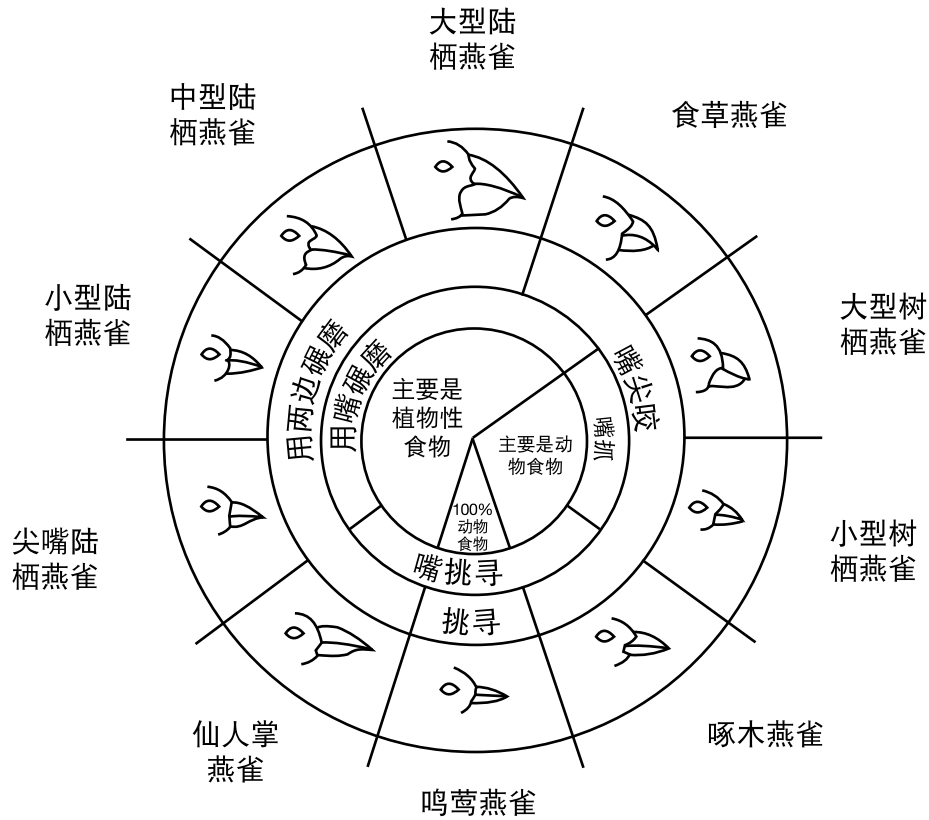 大型陆
栖燕雀
中型陆
栖燕雀
食草燕雀
小型陆
栖燕雀
大型树
栖燕雀
用两边碾磨
用嘴碾磨
嘴尖咬
嘴抓
主要是
植物性
食物
主要是动
物食物
100%
动物
食物
嘴挑寻
挑寻
尖嘴陆
栖燕雀
小型树
栖燕雀
仙人掌
燕雀
啄木燕雀
鸣莺燕雀